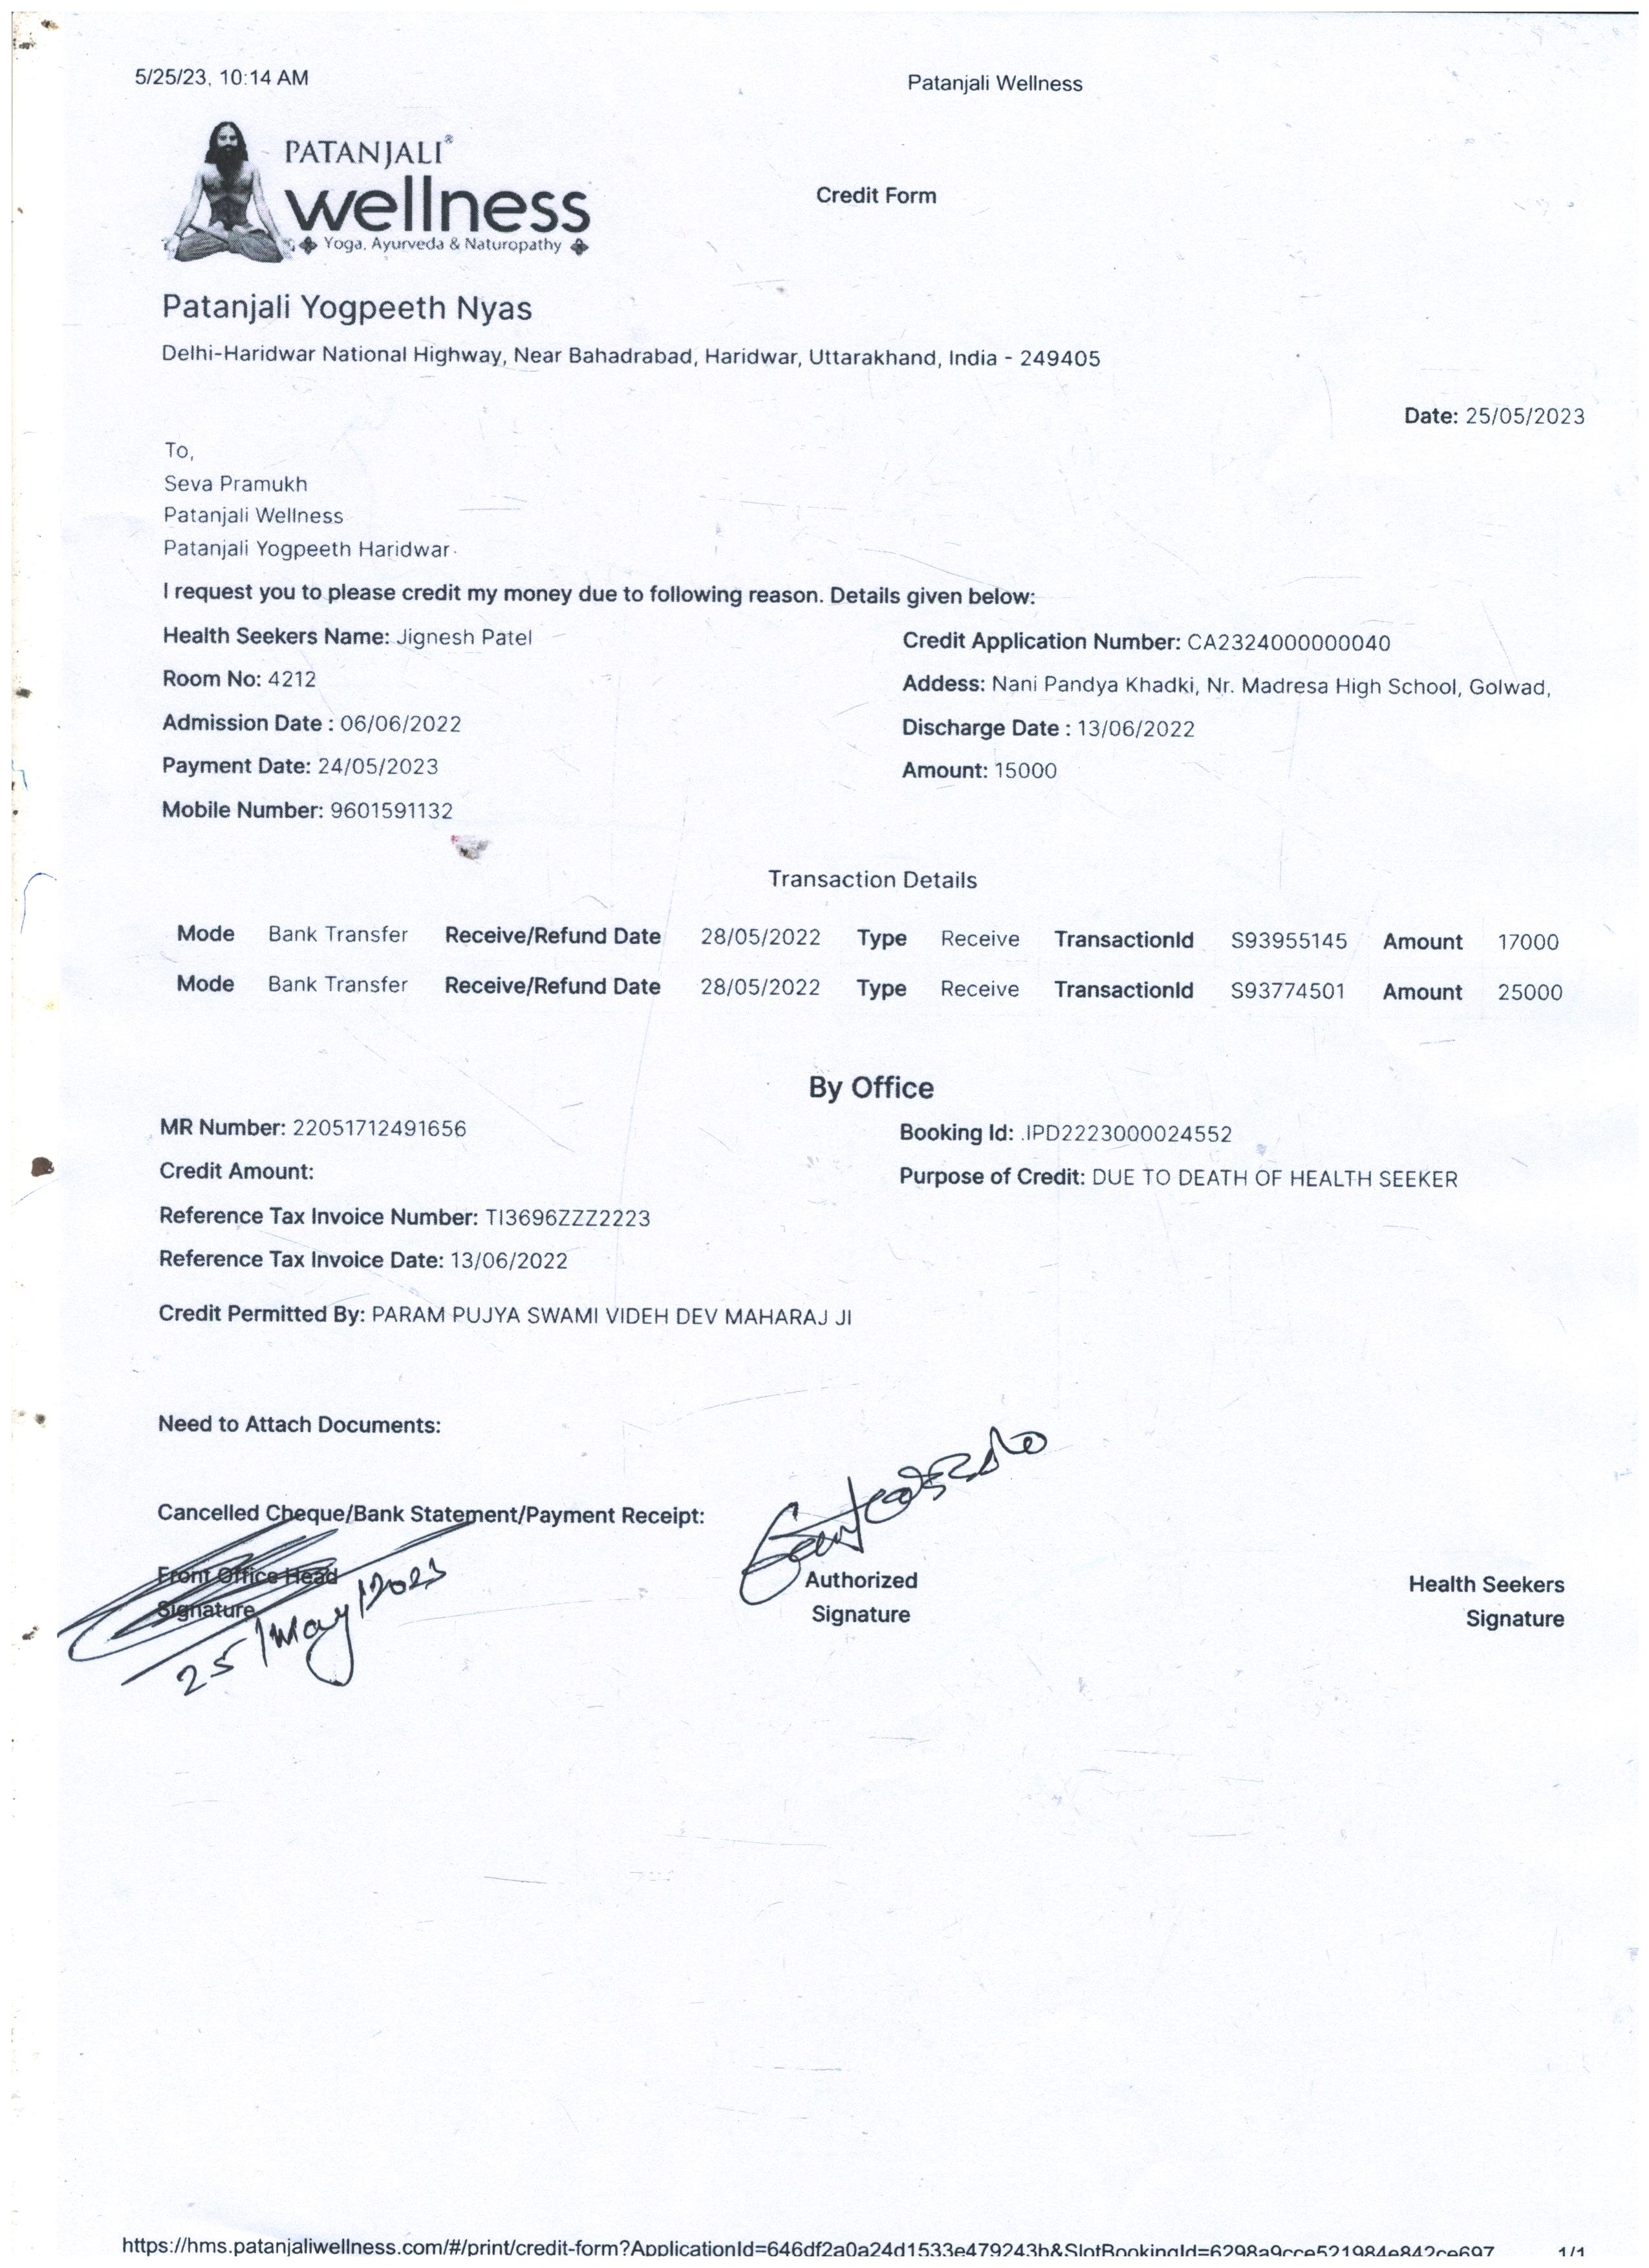 5/25/23, 10:14 AM Patanjali Wellness
PATANJALI®
wellness
Yoga, Ayurveda & Naturopathy
Credit Form
Patanjali Yogpeeth Nyas
Delhi-Haridwar National Highway, Near Bahadrabad, Haridwar, Uttarakhand, India - 249405
Date: 25/05/2023
To,
Seva Pramukh
Patanjali Wellness
Patanjali Yogpeeth Haridwar
I request you to please credit my money due to following reason. Details given below:
Health Seekers Name: Jignesh Patel Credit Application Number: CA2324000000040
Room No: 4212 Addess: Nani Pandya Khadki, Nr. Madresa High School, Golwad,
Admission Date : 06/06/2022 Discharge Date : 13/06/2022
Payment Date: 24/05/2023 Amount: 15000
Mobile Number: 9601591132
Transaction Details
Mode Bank Transfer Receive/Refund Date 28/05/2022 Type Receive TransactionId S93955145 Amount 17000
Mode Bank Transfer Receive/Refund Date 28/05/2022 Type Receive TransactionId S93774501 Amount 25000
By Office
MR Number: 22051712491656 Booking Id: .IPD2223000024552
Credit Amount: Purpose of Credit: DUE TO DEATH OF HEALTH SEEKER
Reference Tax Invoice Number: TI3696ZZZ2223
Reference Tax Invoice Date: 13/06/2022
Credit Permitted By: PARAM PUJYA SWAMI VIDEH DEV MAHARAJ JI
Need to Attach Documents:
Cancelled Cheque/Bank Statement/Payment Receipt:
Front Office Head Authorized Health Seekers
Signature Signature Signature
25/May/2023
https://hms.patanjaliwellness.com/#/print/credit-form?ApplicationId=646df2a0a24d1533e479243b&SlotBookingId=6298a9cce521984e842ce697 1/1